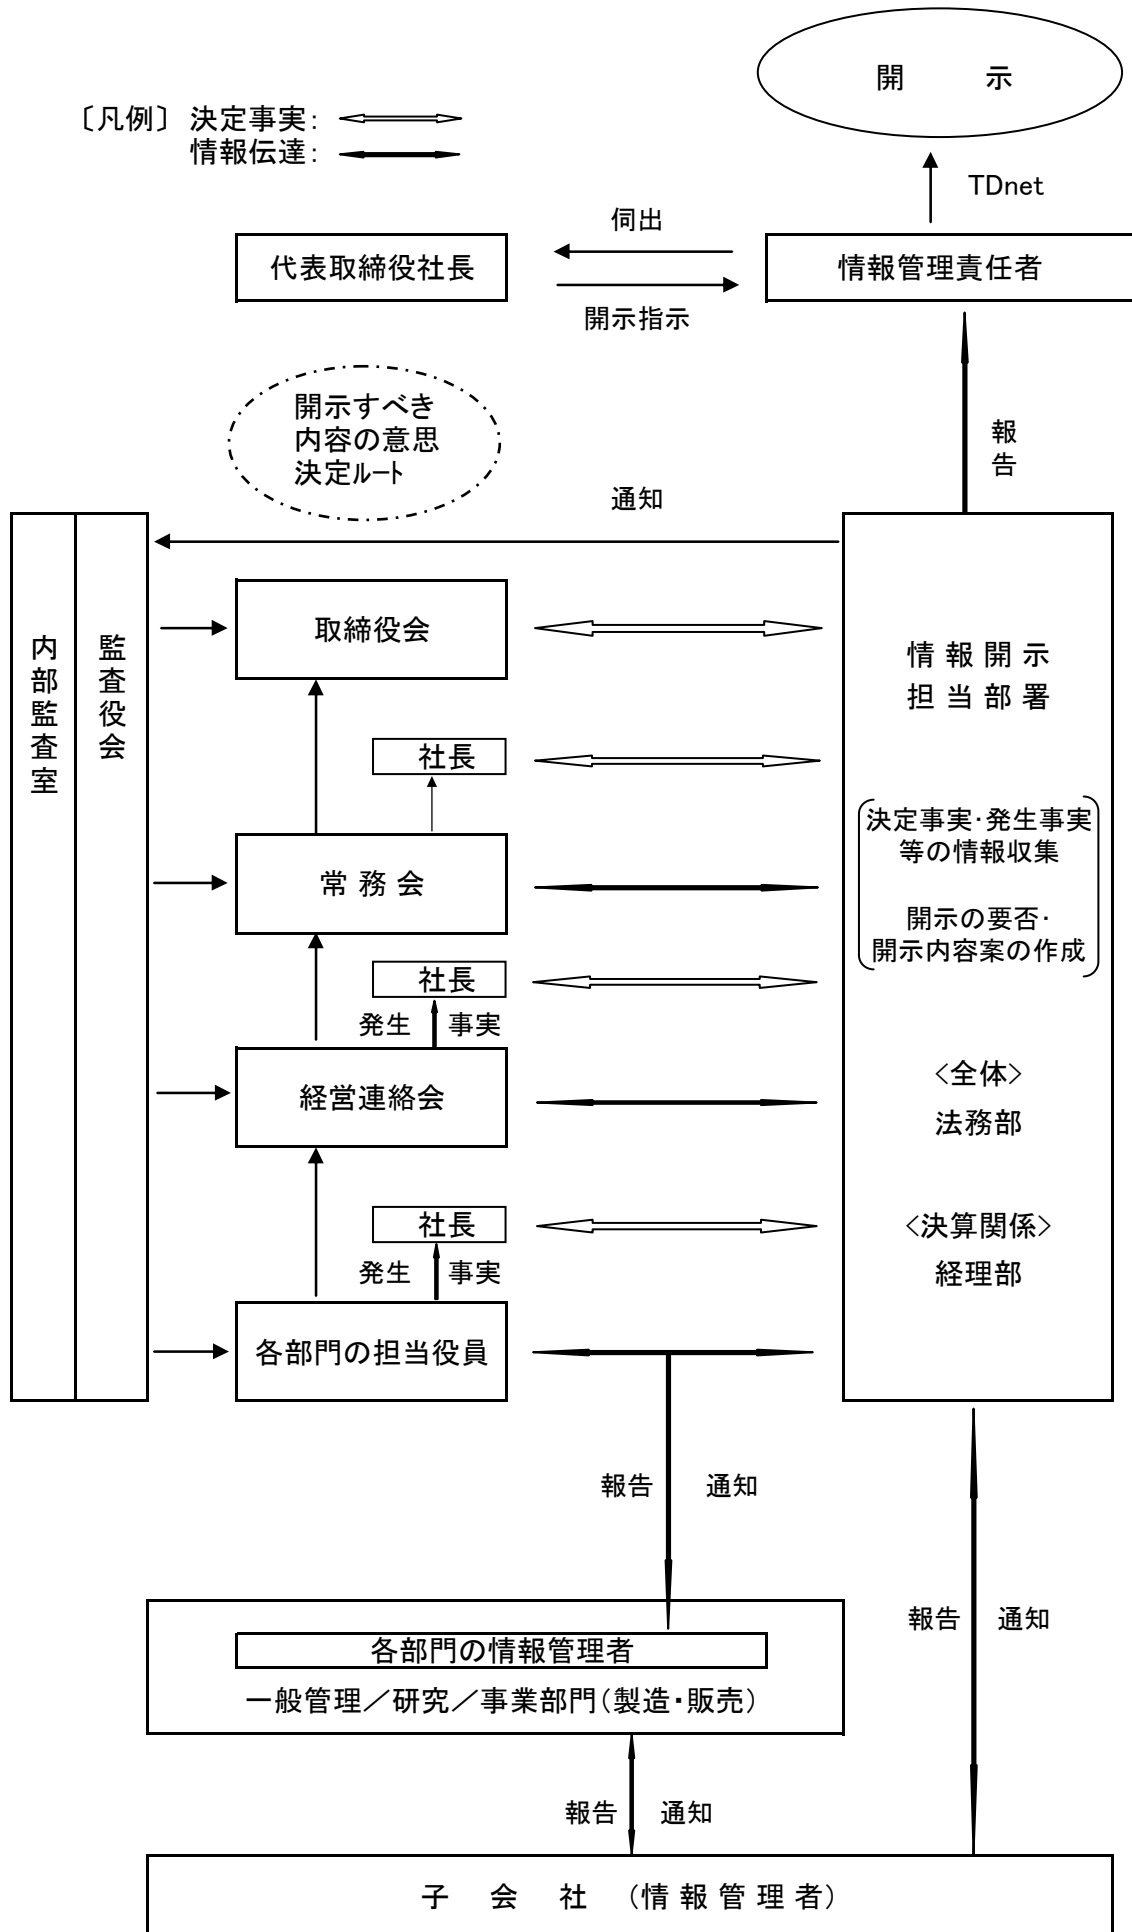 開　示
〔凡例〕 決定事実：
情報伝達：
TDnet
伺出
代表取締役社長
情報管理責任者
開示指示
開示すべき
内容の意思
決定ルート
報告
通知
内部監査室
監査役会
取締役会
情報開示
担当部署
社長
決定事実・発生事実
等の情報収集
常務会
開示の要否・
開示内容案の作成
社長
発生 事実
経営連絡会
<全体>
法務部
社長
<決算関係>
発生 事実
経理部
各部門の担当役員
報告 通知
報告 通知
各部門の情報管理者
一般管理／研究／事業部門（製造・販売）
報告 通知
子会社（情報管理者）